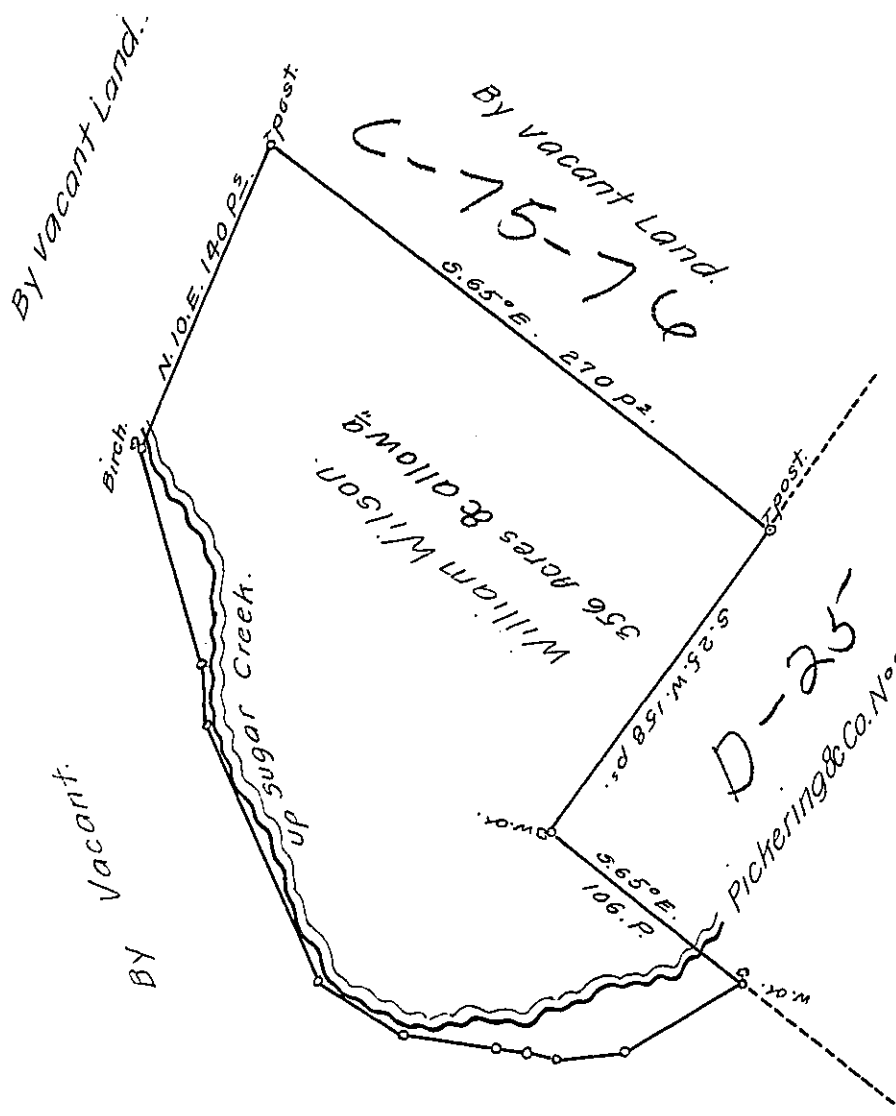 By vacant Land.
post.
By vacant Land.
C-75-76
N. 10. E. 140 Ps.
S. 65° E. 270 Ps.
Birch.
William Wilson
356 Acres & allowg.
post.
up Sugar Creek.
S. 25. W. 158 ps.
D-25
Pickering & Co. No.
w.o.
S. 65° E.
106. P.
w.o.
By Vacant.